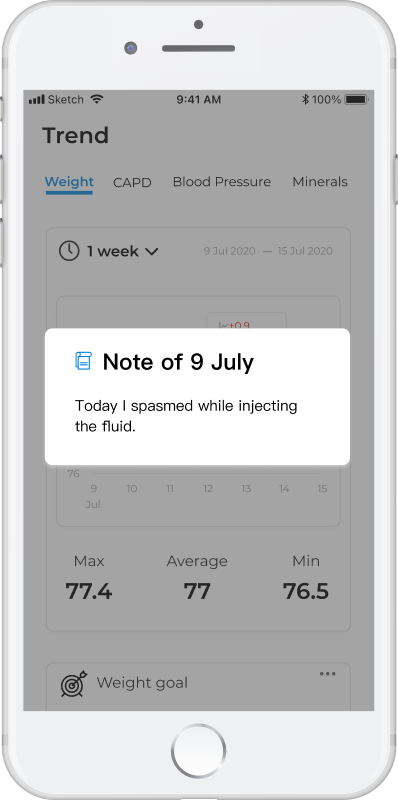 Sketch 9:41 AM 100%
Trend
Weight CAPD Blood Pressure Minerals
1 week 9 Jul 2020 — 15 Jul 2020
+0.9
Note of 9 July
Today I spasmed while injecting
the fluid.
76
9 10 11 12 13 14 15
Jul
Max Average Min
77.4 77 76.5
Weight goal